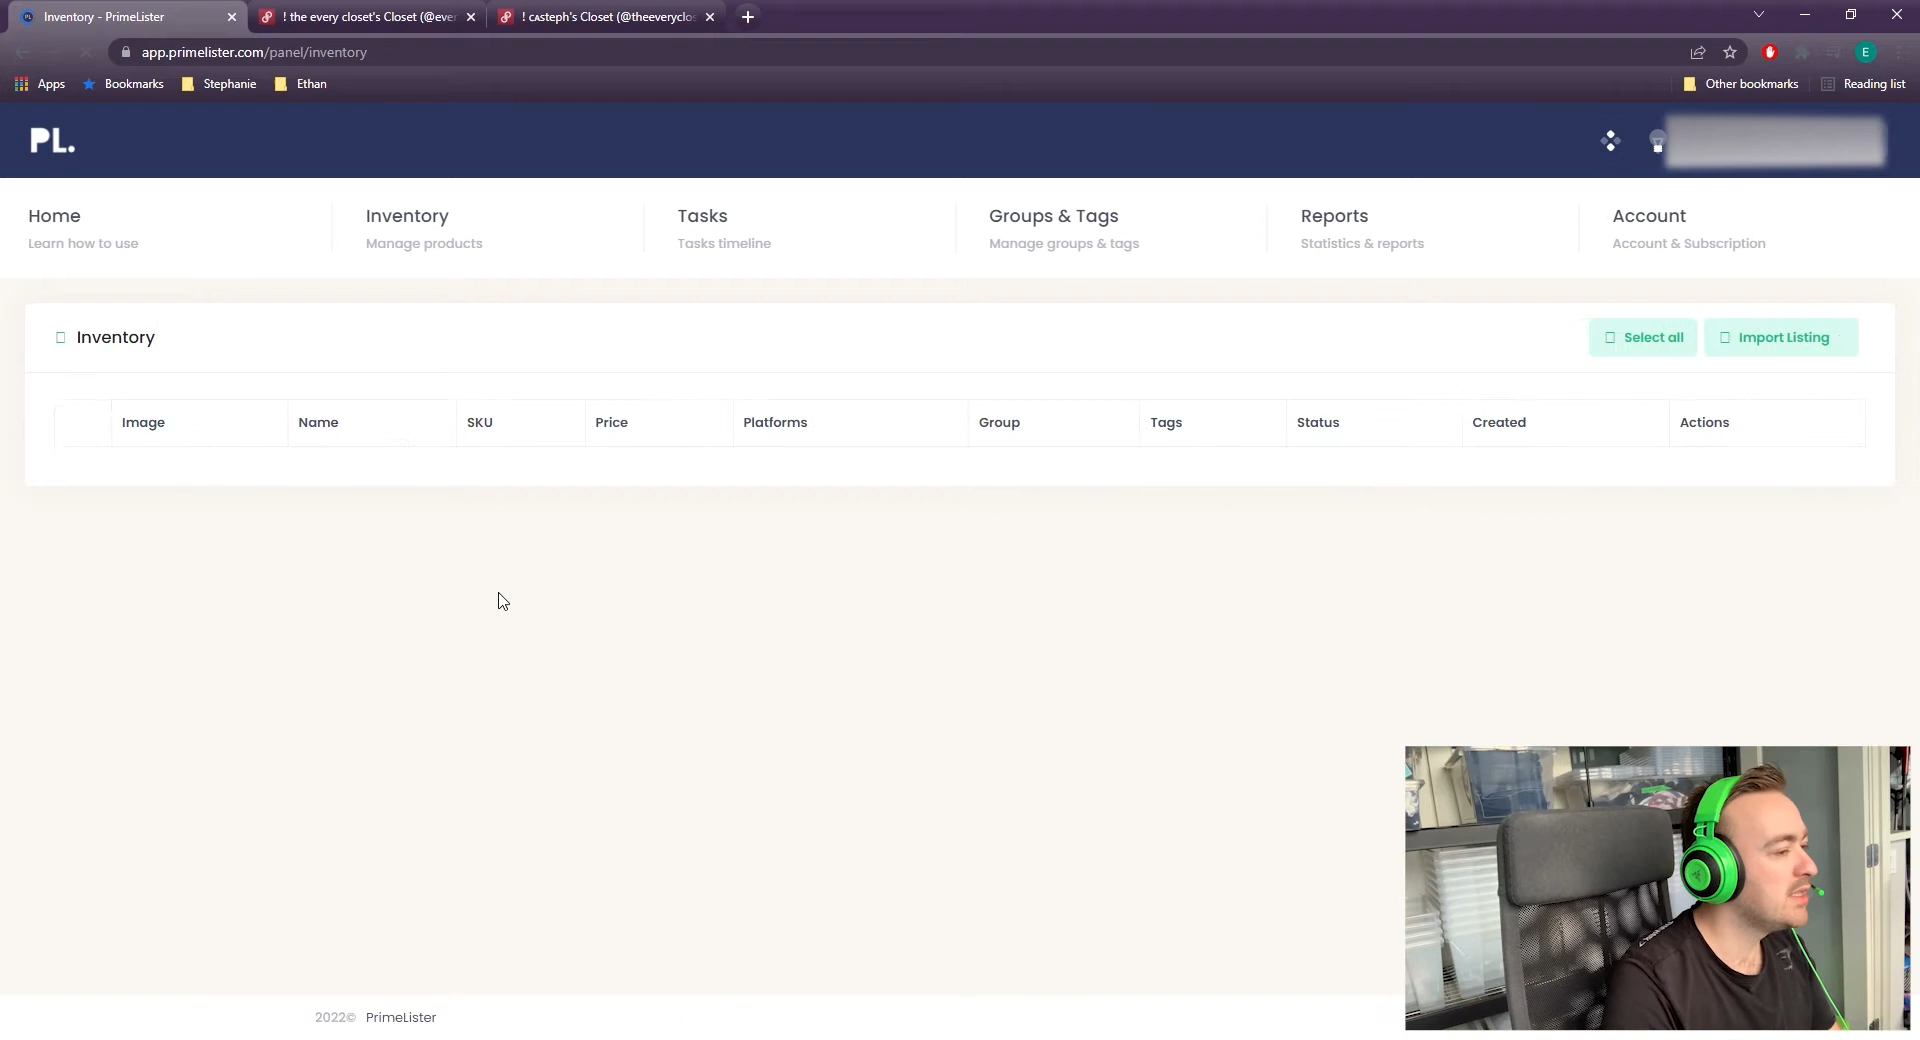 Inventory - PrimeLister
! the every closet's Closet (@ever
! cᴀsteph's Closet (@theeveryclos
app.primelister.com/panel/inventory
E
Apps
Bookmarks
Stephanie
Ethan
Other bookmarks
Reading list
PL.
Home
Inventory
Tasks
Groups & Tags
Reports
Account
Learn how to use
Manage products
Tasks timeline
Manage groups & tags
Statistics & reports
Account & Subscription
Inventory
Select all
Import Listing
Image
Name
SKU
Price
Platforms
Group
Tags
Status
Created
Actions
2022© PrimeLister